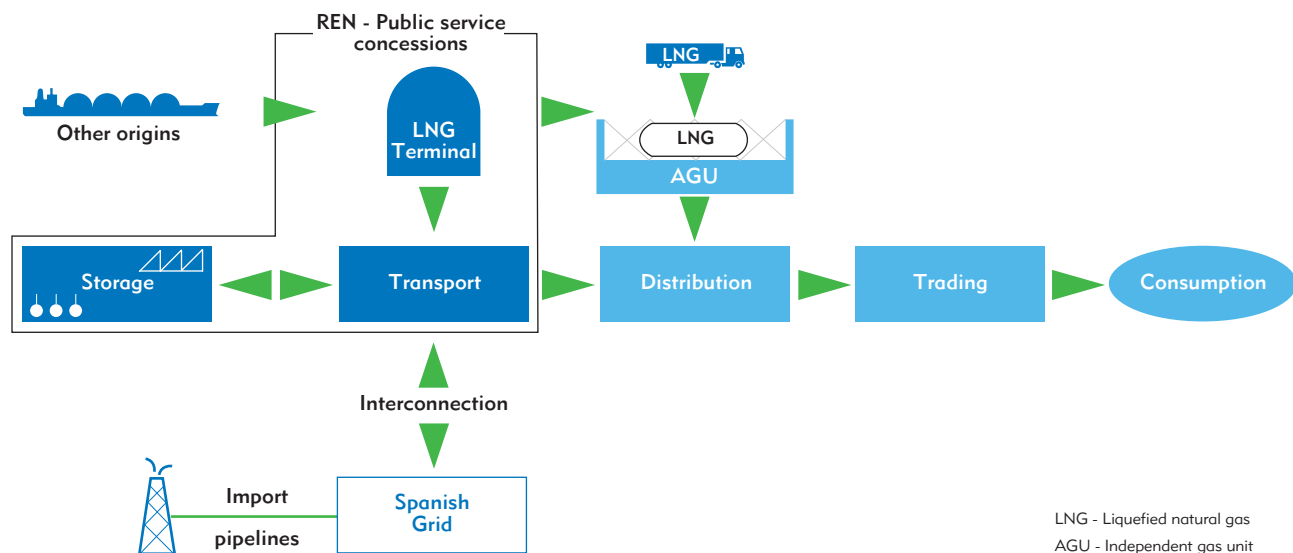 REN - Public service
concessions
LNG
Other origins
LNG
Terminal
LNG
AGU
Storage
Transport
Distribution
Trading
Consumption
Interconnection
Import
pipelines
Spanish
Grid
LNG - Liquefied natural gas
AGU - Independent gas unit